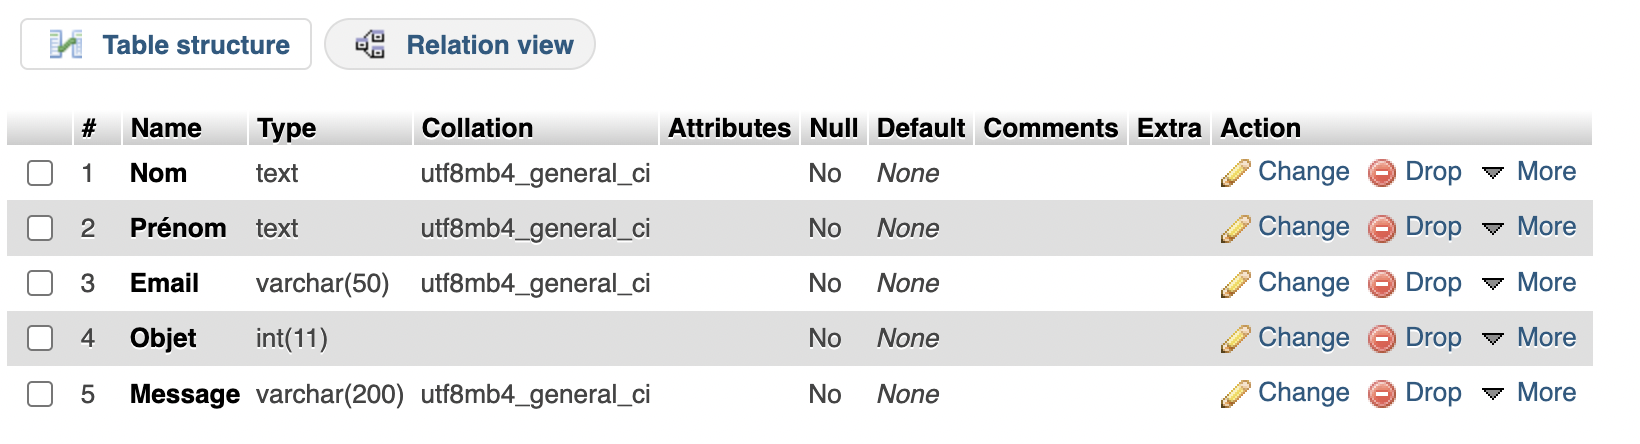 Table structure Relation view
# Name Type Collation Attributes Null Default Comments Extra Action
1 Nom text utf8mb4_general_ci No None Change Drop More
2 Prénom text utf8mb4_general_ci No None Change Drop More
3 Email varchar(50) utf8mb4_general_ci No None Change Drop More
4 Objet int(11) No None Change Drop More
5 Message varchar(200) utf8mb4_general_ci No None Change Drop More